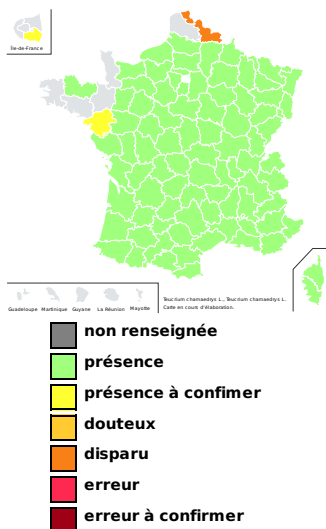 Île-de-France
Guadeloupe Martinique Guyane La Réunion Mayotte
Teucrium chamaedrys L., Teucrium chamaedrys L.
Carte en cours d'élaboration.
non renseignée
présence
présence à confimer
douteux
disparu
erreur
erreur à confirmer